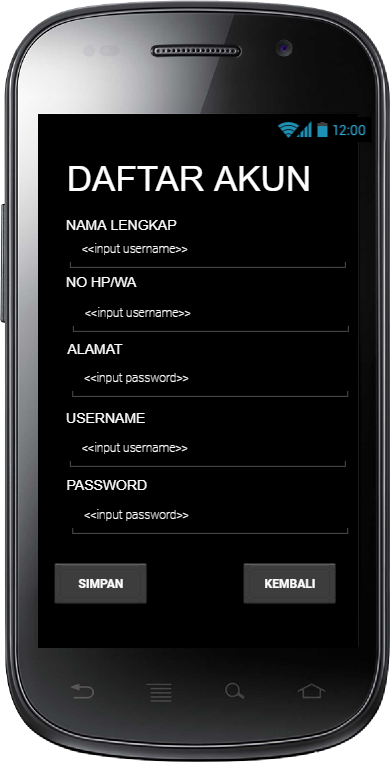 12:00
DAFTAR AKUN
NAMA LENGKAP
<<input username>>
NO HP/WA
<<input username>>
ALAMAT
<<input password>>
USERNAME
<<input username>>
PASSWORD
<<input password>>
SIMPAN KEMBALI